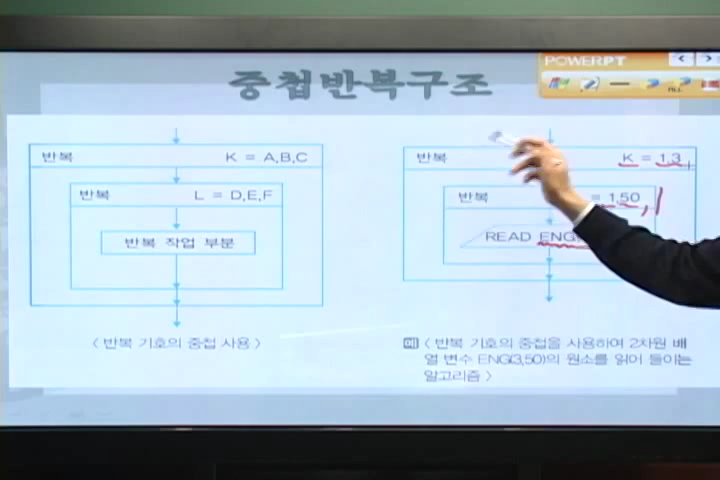 POWERPT
ALL
중첩반복구조
반복 K = A,B,C
반복 L = D,E,F
반복 작업 부분
< 반복 기호의 중첩 사용 >
반복 K = 1,3,
반복 = 1,50,1
READ ENG
예 < 반복 기호의 중첩을 사용하여 2차원 배
열 변수 ENG(3,50)의 원소를 읽어 들이는
알고리즘 >